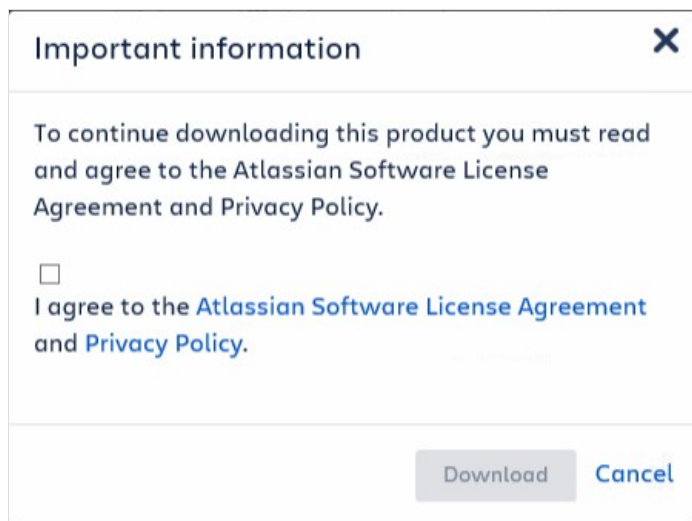 Important information
To continue downloading this product you must read
and agree to the Atlassian Software License
Agreement and Privacy Policy.
I agree to the Atlassian Software License Agreement
and Privacy Policy.
Download Cancel